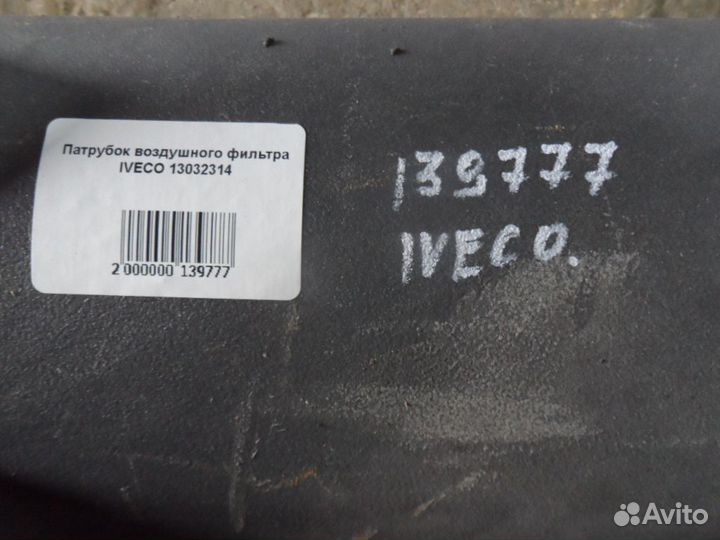 Патрубок воздушного фильтра
IVECO 13032314
2 000000 139777
139777
IVECO.
Avito